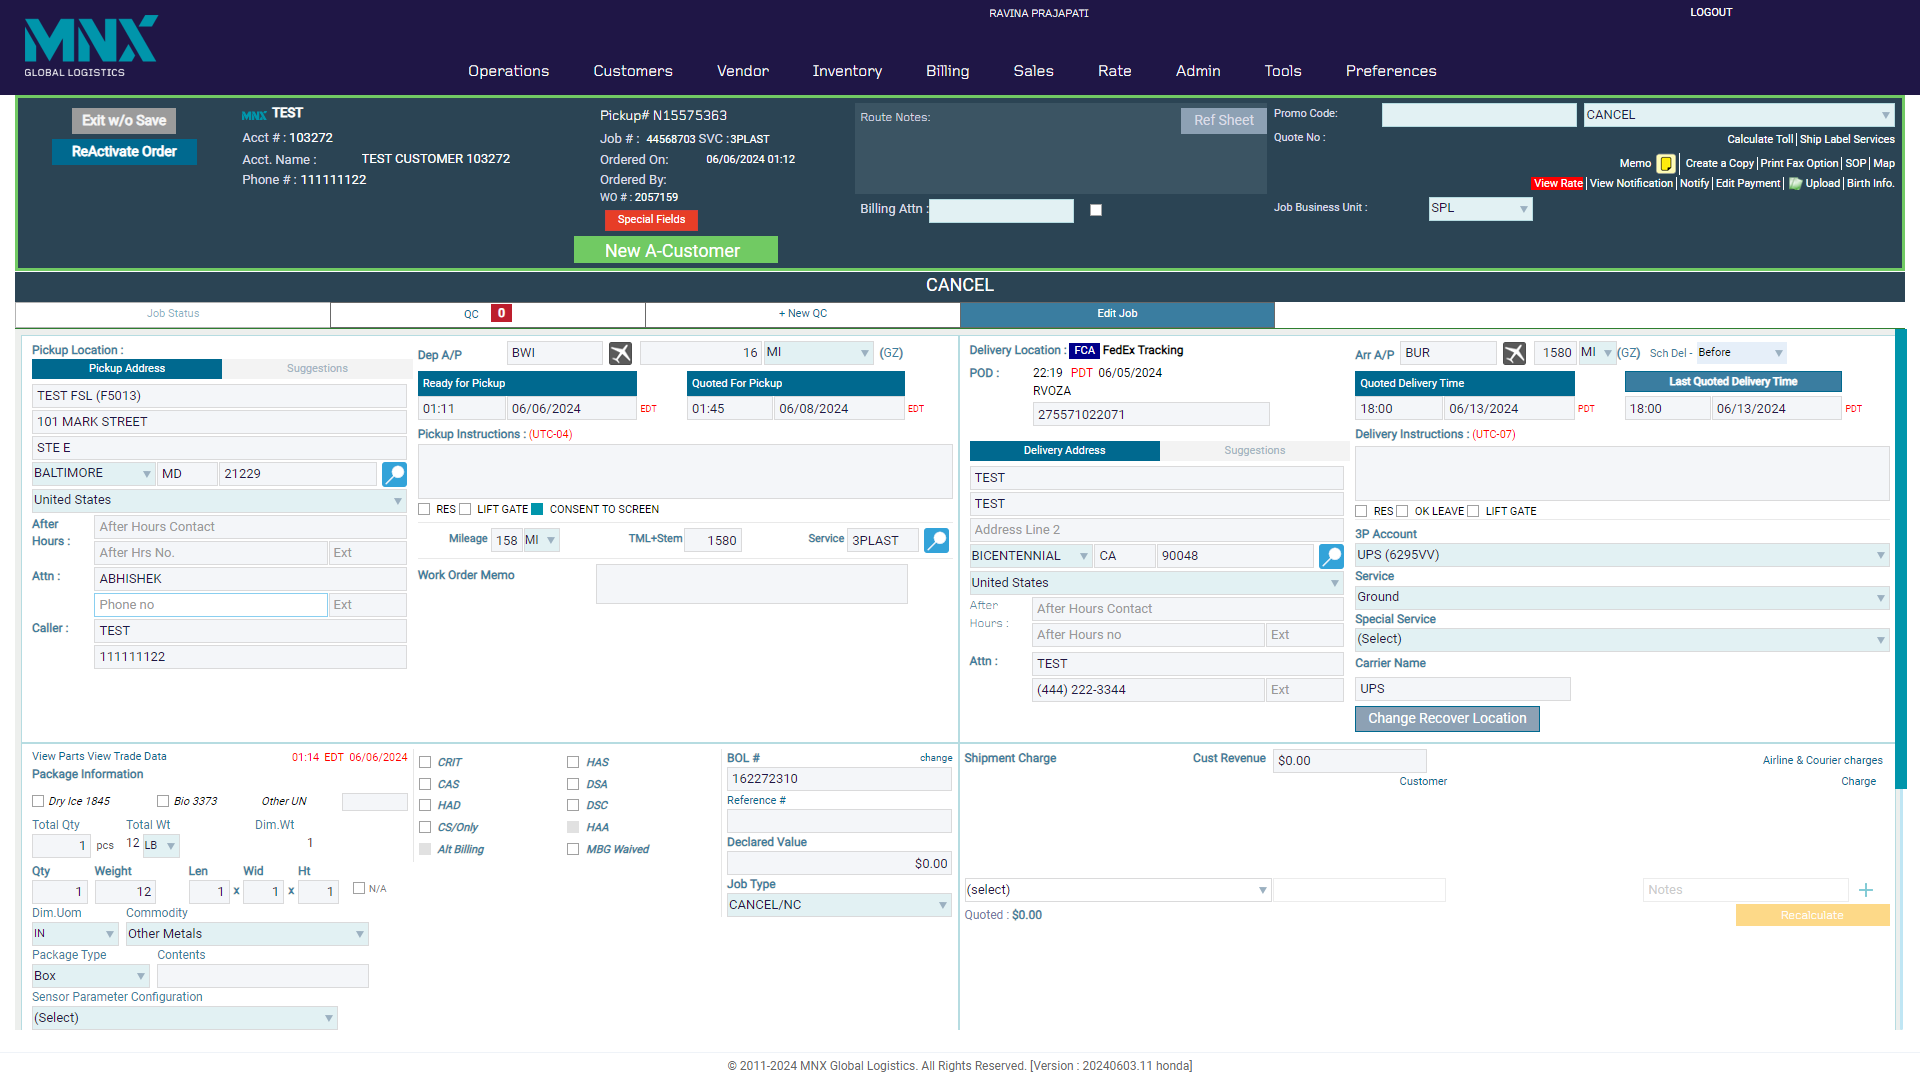 MNX
GLOBAL LOGISTICS
RAVINA PRAJAPATI
LOGOUT
Operations Customers Vendor Inventory Billing Sales Rate Admin Tools Preferences
Exit w/o Save
ReActivate Order
MNX TEST
Acct # : 103272
Acct. Name : TEST CUSTOMER 103272
Phone # : 111111122
Pickup# N15575363
Job # : 44568703 SVC :3PLAST
Ordered On: 06/06/2024 01:12
Ordered By:
WO # : 2057159
Special Fields
New A-Customer
Route Notes:
Ref Sheet
Billing Attn :
Promo Code:
CANCEL
Quote No :
Calculate Toll Ship Label Services
Memo Create a Copy Print Fax Option SOP Map
View Rate View Notification Notify Edit Payment Upload Birth Info.
Job Business Unit : SPL
CANCEL
Job Status
QC 0
+ New QC
Edit Job
Pickup Location :
Pickup Address Suggestions
TEST FSL (F5013)
101 MARK STREET
STE E
BALTIMORE MD 21229
United States
After Hours : After Hours Contact
After Hrs No. Ext
Attn : ABHISHEK
Phone no Ext
Caller : TEST
111111122
Dep A/P BWI 16 MI (GZ)
Ready for Pickup Quoted For Pickup
01:11 06/06/2024 EDT 01:45 06/08/2024 EDT
Pickup Instructions : (UTC-04)
RES LIFT GATE CONSENT TO SCREEN
Mileage 158 MI TML+Stem 1580 Service 3PLAST
Work Order Memo
Delivery Location : FCA FedEx Tracking
POD : 22:19 PDT 06/05/2024
RVOZA
275571022071
Delivery Address Suggestions
TEST
TEST
Address Line 2
BICENTENNIAL CA 90048
United States
After Hours : After Hours Contact
After Hours no Ext
Attn : TEST
(444) 222-3344 Ext
Arr A/P BUR 1580 MI (GZ) Sch Del - Before
Quoted Delivery Time Last Quoted Delivery Time
18:00 06/13/2024 PDT 18:00 06/13/2024 PDT
Delivery Instructions : (UTC-07)
RES OK LEAVE LIFT GATE
3P Account
UPS (6295VV)
Service
Ground
Special Service
(Select)
Carrier Name
UPS
Change Recover Location
View Parts View Trade Data 01:14 EDT 06/06/2024
Package Information
Dry Ice 1845 Bio 3373 Other UN
Total Qty Total Wt Dim.Wt
1 pcs 12 LB 1
Qty Weight Len Wid Ht
1 12 1 x 1 x 1 N/A
Dim.Uom Commodity
IN Other Metals
Package Type Contents
Box
Sensor Parameter Configuration
(Select)
CRIT HAS
CAS DSA
HAD DSC
CS/Only HAA
Alt Billing MBG Waived
BOL # change
162272310
Reference #
Declared Value
$0.00
Job Type
CANCEL/NC
Shipment Charge Cust Revenue $0.00 Airline & Courier charges
Customer Charge
(select) Notes +
Quoted : $0.00
Recalculate
© 2011-2024 MNX Global Logistics. All Rights Reserved. [Version : 20240603.11 honda]